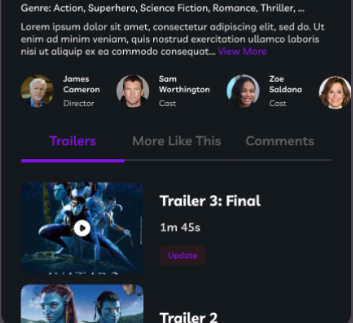 Genre: Action, Superhero, Science Fiction, Romance, Thriller, ...
Lorem ipsum dolor sit amet, consectetur adipiscing elit, sed do. Ut
enim ad minim veniam, quis nostrud exercitation ullamco laboris
nisi ut aliquip ex ea commodo consequat... View More
James
Cameron
Director
Sam
Worthington
Cast
Zoe
Saldana
Cast
Trailers
More Like This
Comments
AVATAR 2
Trailer 3: Final
1m 45s
Update
Trailer 2